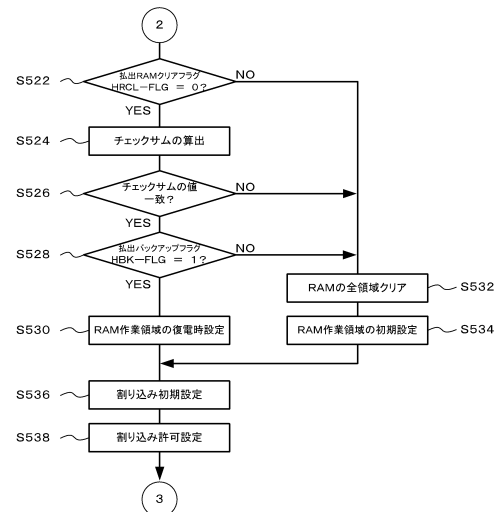 2
S522
払出RAMクリアフラグ
HRCL－FLG ＝ 0？
NO
YES
S524
チェックサムの算出
S526
チェックサムの値
一致？
NO
YES
S528
払出バックアップフラグ
HBK－FLG ＝ 1？
NO
YES
RAMの全領域クリア
S532
S530
RAM作業領域の復電時設定
RAM作業領域の初期設定
S534
S536
割り込み初期設定
S538
割り込み許可設定
3